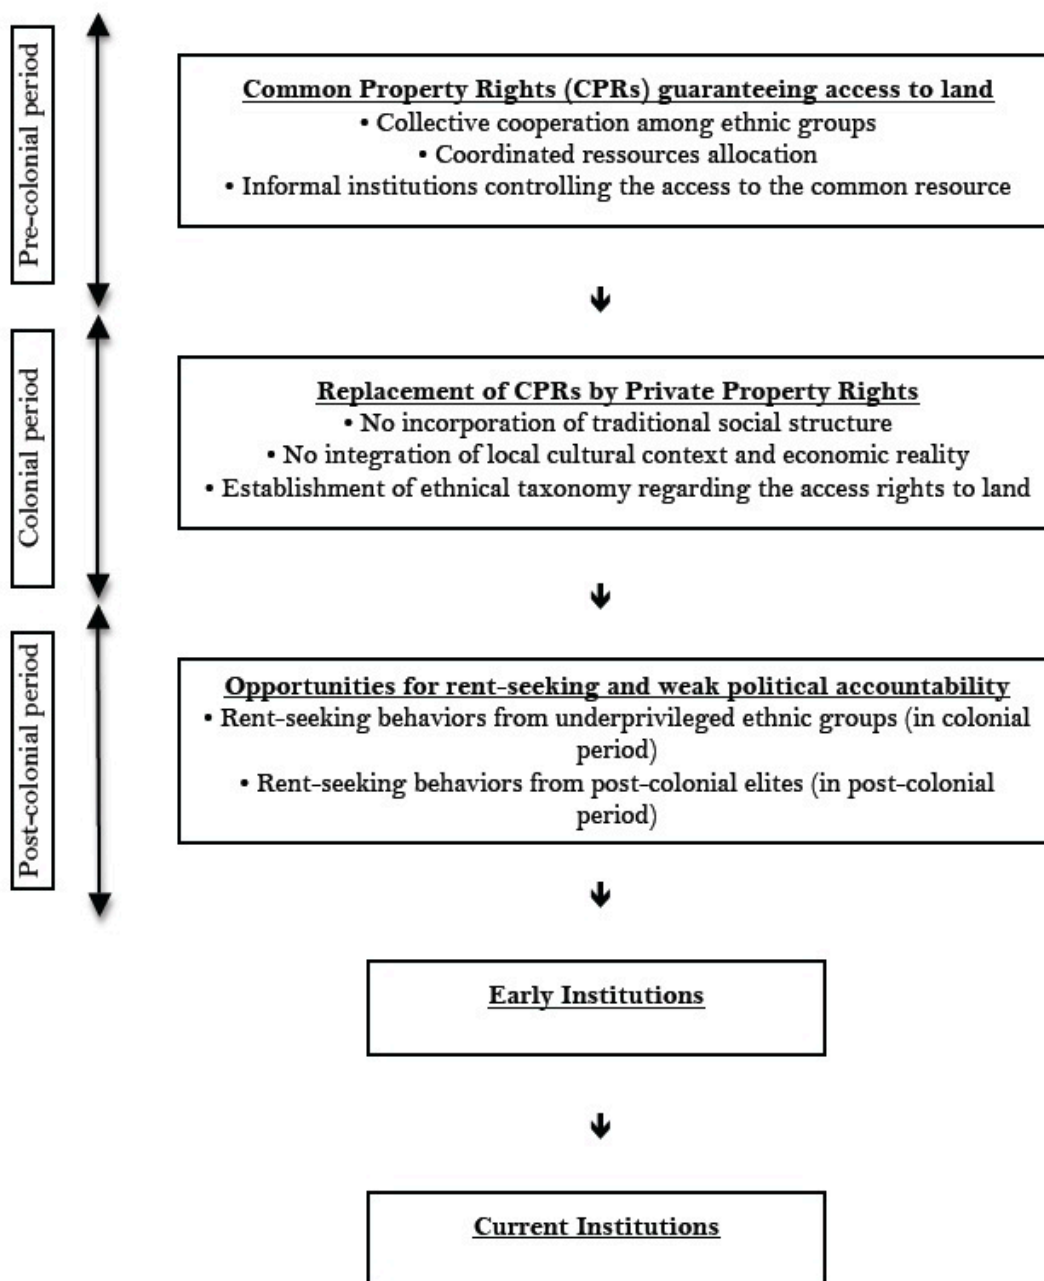 Pre-colonial period
Common Property Rights (CPRs) guaranteeing access to land
• Collective cooperation among ethnic groups
• Coordinated ressources allocation
• Informal institutions controlling the access to the common resource
Colonial period
Replacement of CPRs by Private Property Rights
• No incorporation of traditional social structure
• No integration of local cultural context and economic reality
• Establishment of ethnical taxonomy regarding the access rights to land
Post-colonial period
Opportunities for rent-seeking and weak political accountability
• Rent-seeking behaviors from underprivileged ethnic groups (in colonial
period)
• Rent-seeking behaviors from post-colonial elites (in post-colonial
period)
Early Institutions
Current Institutions